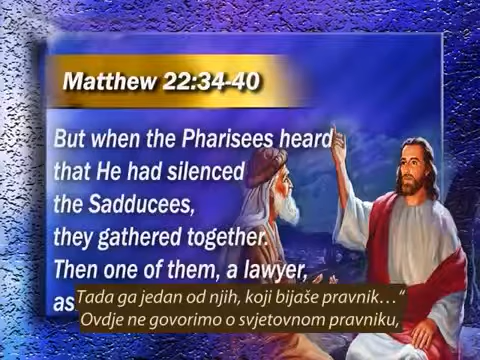 Matthew 22:34-40
But when the Pharisees heard
that He had silenced
the Sadducees,
they gathered together.
Then one of them, a lawyer,
as
Tada ga jedan od njih, koji bijaše pravnik…“
Ovdje ne govorimo o svjetovnom pravniku,